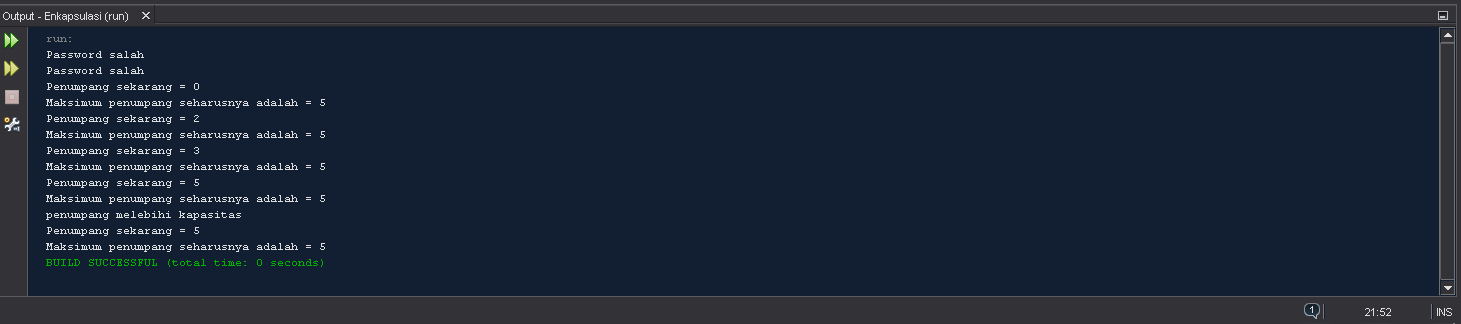 Output - Enkapsulasi (run)
run:
Password salah
Password salah
Penumpang sekarang = 0
Maksimum penumpang seharusnya adalah = 5
Penumpang sekarang = 2
Maksimum penumpang seharusnya adalah = 5
Penumpang sekarang = 3
Maksimum penumpang seharusnya adalah = 5
Penumpang sekarang = 5
Maksimum penumpang seharusnya adalah = 5
penumpang melebihi kapasitas
Penumpang sekarang = 5
Maksimum penumpang seharusnya adalah = 5
BUILD SUCCESSFUL (total time: 0 seconds)
1 21:52 INS